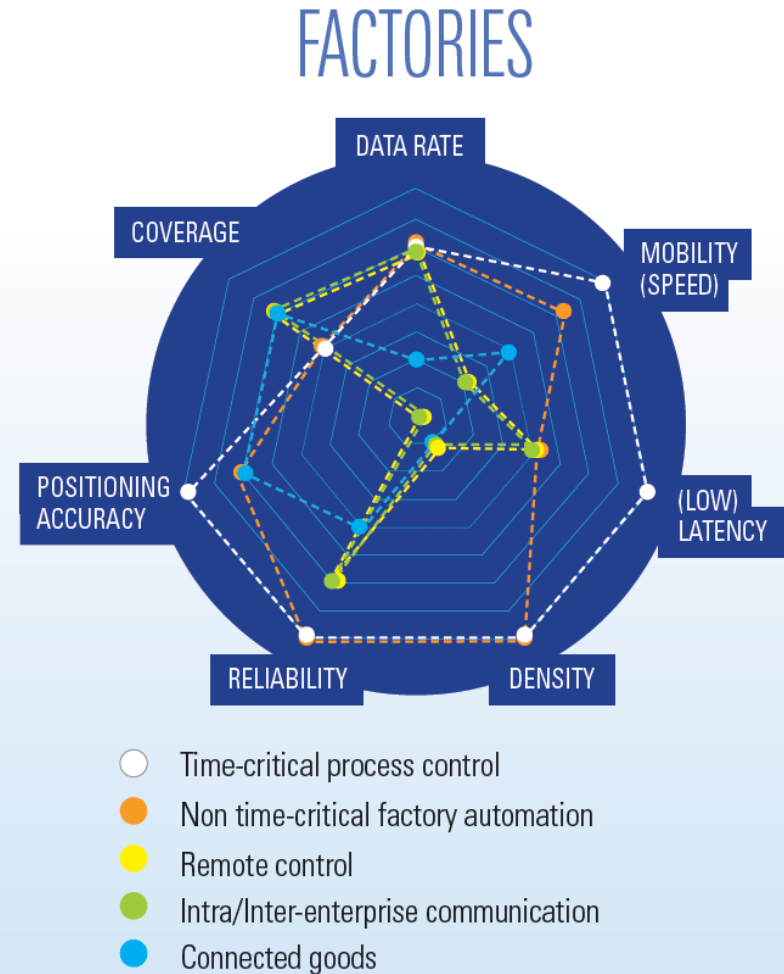 FACTORIES
DATA RATE
COVERAGE
MOBILITY
(SPEED)
POSITIONING
ACCURACY
(LOW)
LATENCY
RELIABILITY
DENSITY
Time-critical process control
Non time-critical factory automation
Remote control
Intra/Inter-enterprise communication
Connected goods